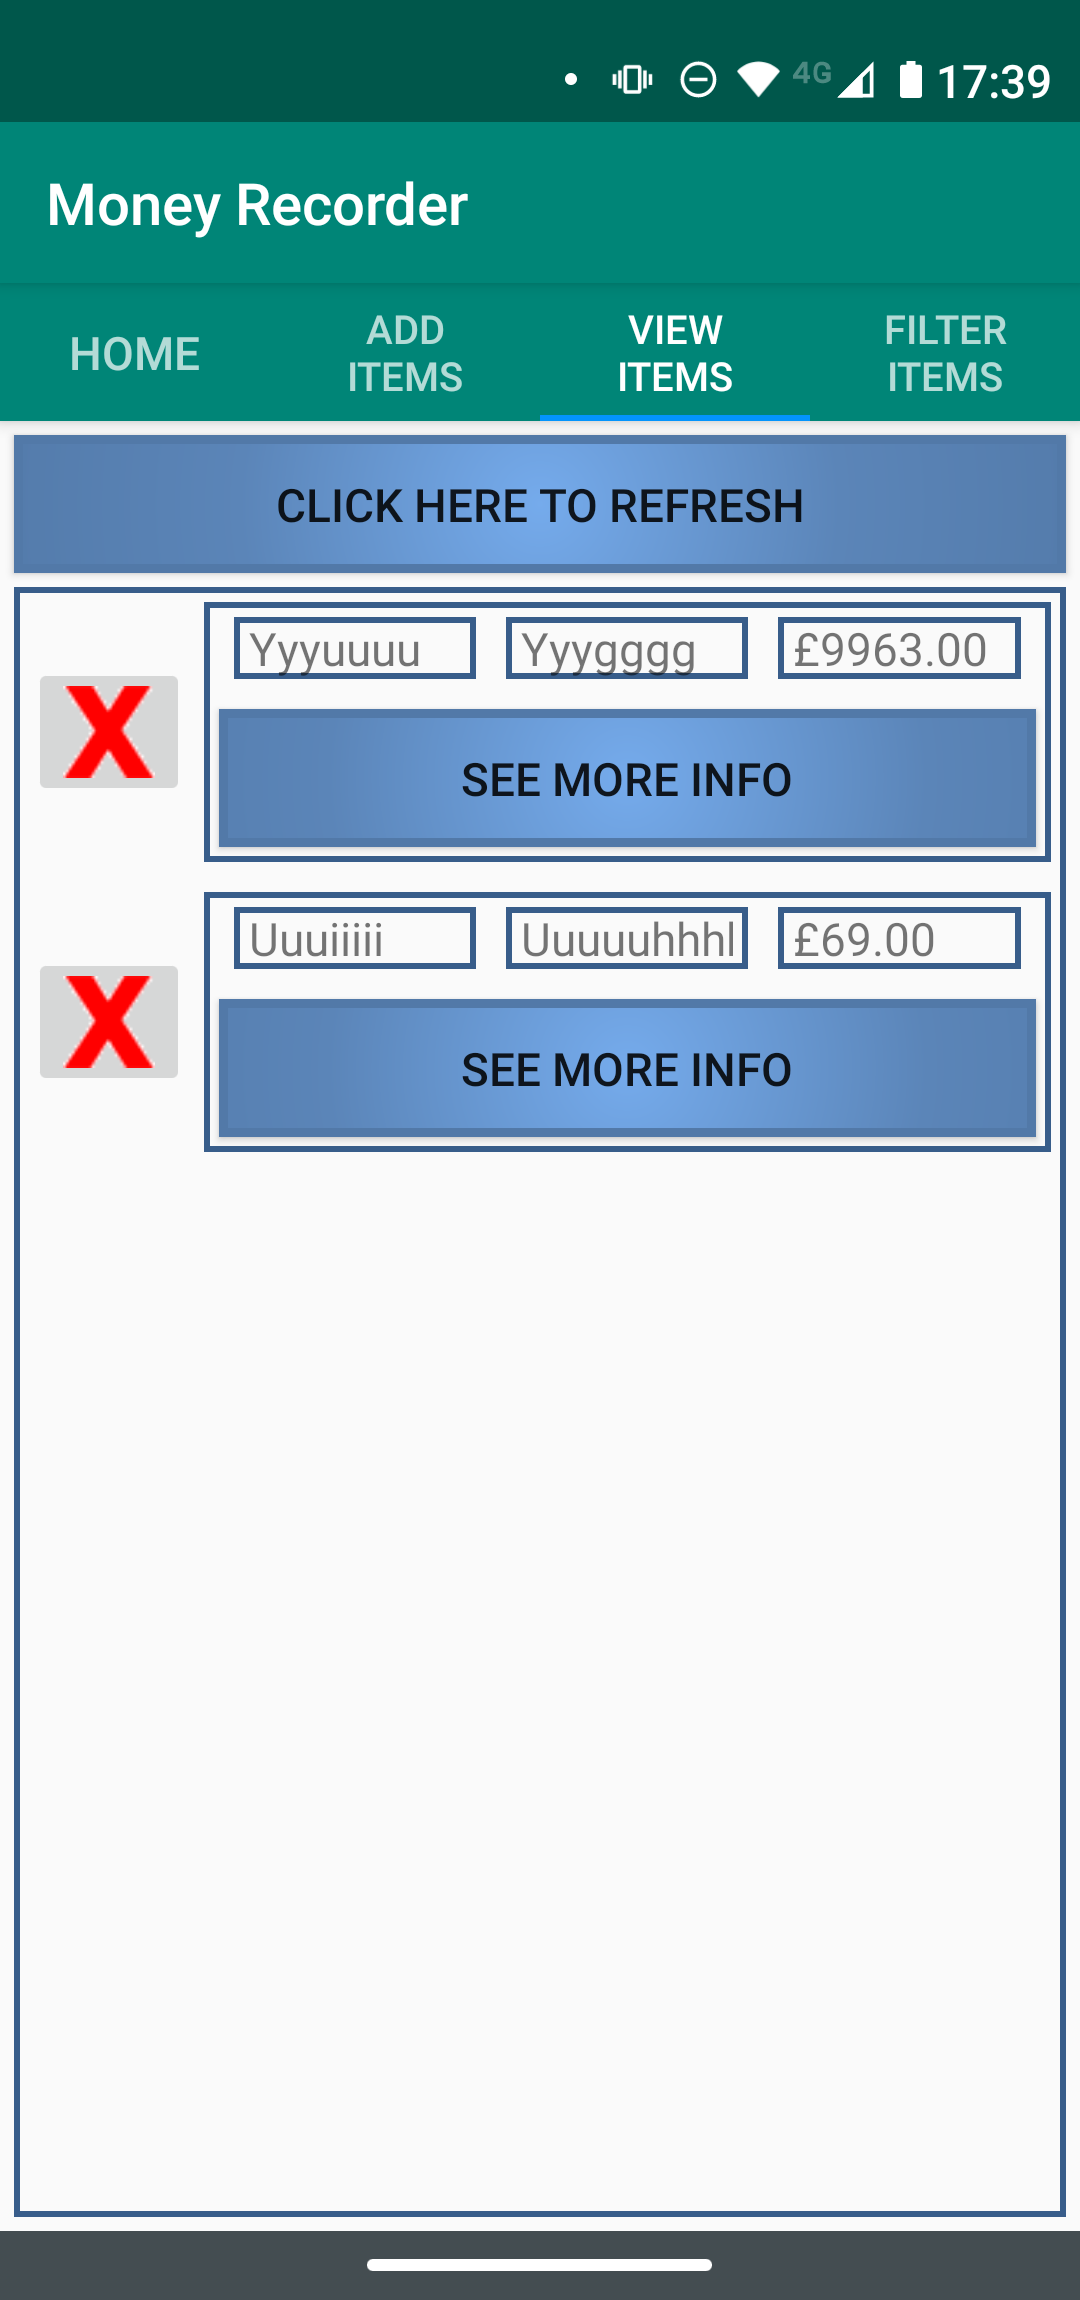 4G 17:39
Money Recorder
HOME
ADD ITEMS
VIEW ITEMS
FILTER ITEMS
CLICK HERE TO REFRESH
X
Yyyuuuu Yyygggg £9963.00
SEE MORE INFO
X
Uuuiiiii Uuuuuhhhl £69.00
SEE MORE INFO